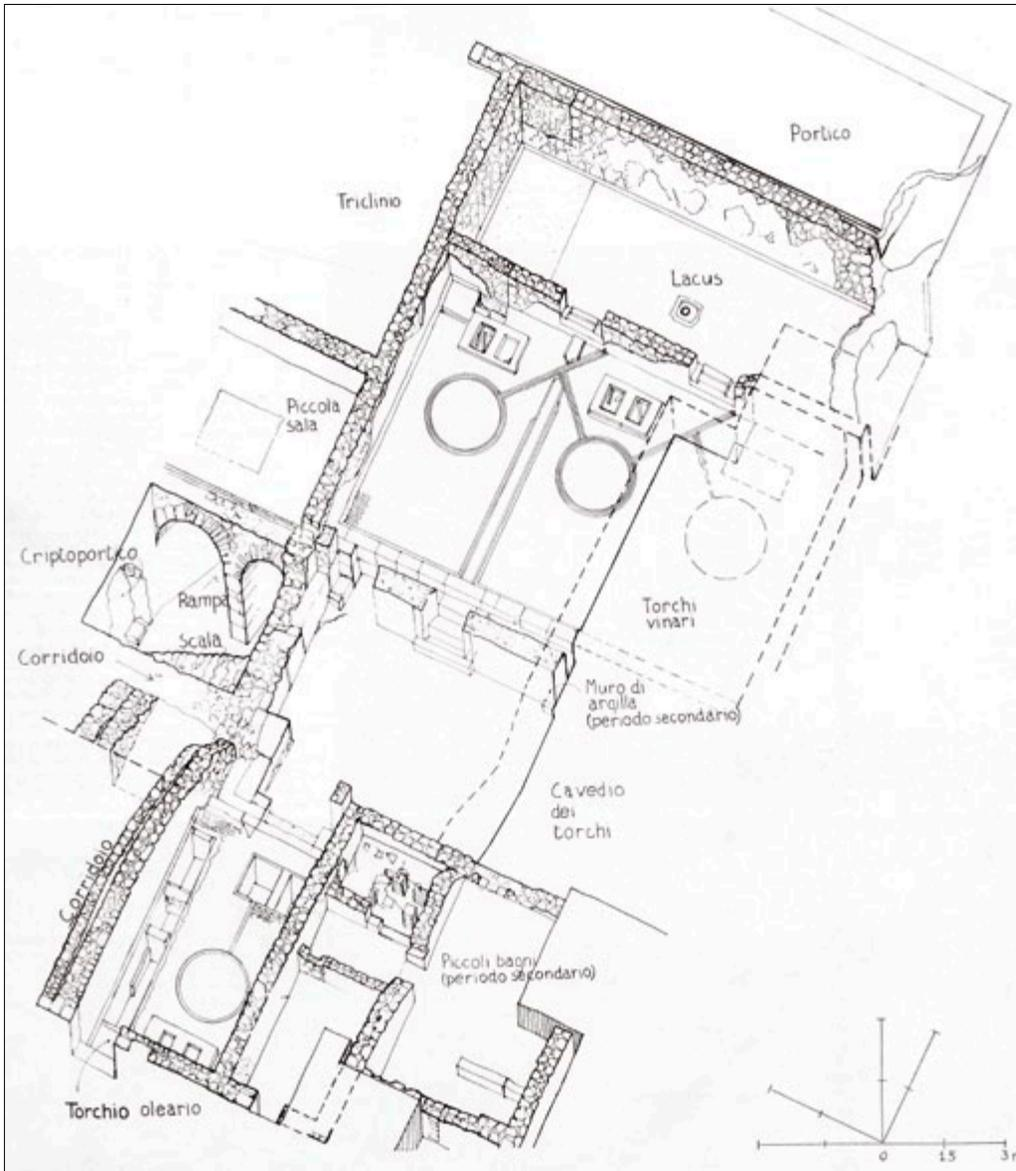 Portico
Triclinio
Lacus
Piccola
sala
Criptoportico
Rampa
scala
Corridoio
Torchi
vinari
Muro di
argilla
(periodo secondario)
Cavedio
dei
torchi
Corridoio
Piccoli bagni
(periodo secondario)
Torchio oleario
0 1.5 3